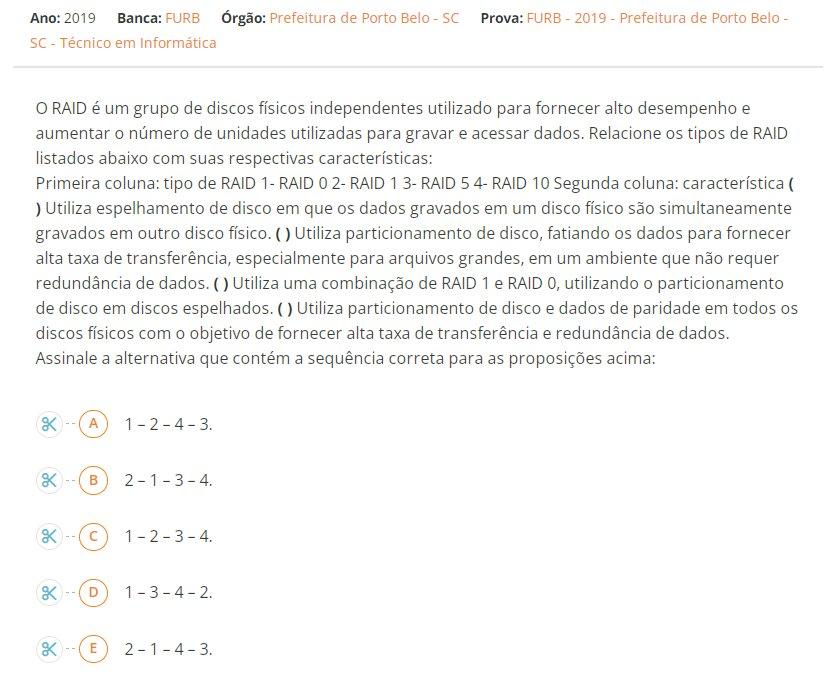 Ano: 2019 Banca: FURB Órgão: Prefeitura de Porto Belo - SC Prova: FURB - 2019 - Prefeitura de Porto Belo -
SC - Técnico em Informática
O RAID é um grupo de discos físicos independentes utilizado para fornecer alto desempenho e
aumentar o número de unidades utilizadas para gravar e acessar dados. Relacione os tipos de RAID
listados abaixo com suas respectivas características:
Primeira coluna: tipo de RAID 1- RAID 0 2- RAID 1 3- RAID 5 4- RAID 10 Segunda coluna: característica (
) Utiliza espelhamento de disco em que os dados gravados em um disco físico são simultaneamente
gravados em outro disco físico. ( ) Utiliza particionamento de disco, fatiando os dados para fornecer
alta taxa de transferência, especialmente para arquivos grandes, em um ambiente que não requer
redundância de dados. ( ) Utiliza uma combinação de RAID 1 e RAID 0, utilizando o particionamento
de disco em discos espelhados. ( ) Utiliza particionamento de disco e dados de paridade em todos os
discos físicos com o objetivo de fornecer alta taxa de transferência e redundância de dados.
Assinale a alternativa que contém a sequência correta para as proposições acima:
A 1 – 2 – 4 – 3.
B 2 – 1 – 3 – 4.
C 1 – 2 – 3 – 4.
D 1 – 3 – 4 – 2.
E 2 – 1 – 4 – 3.